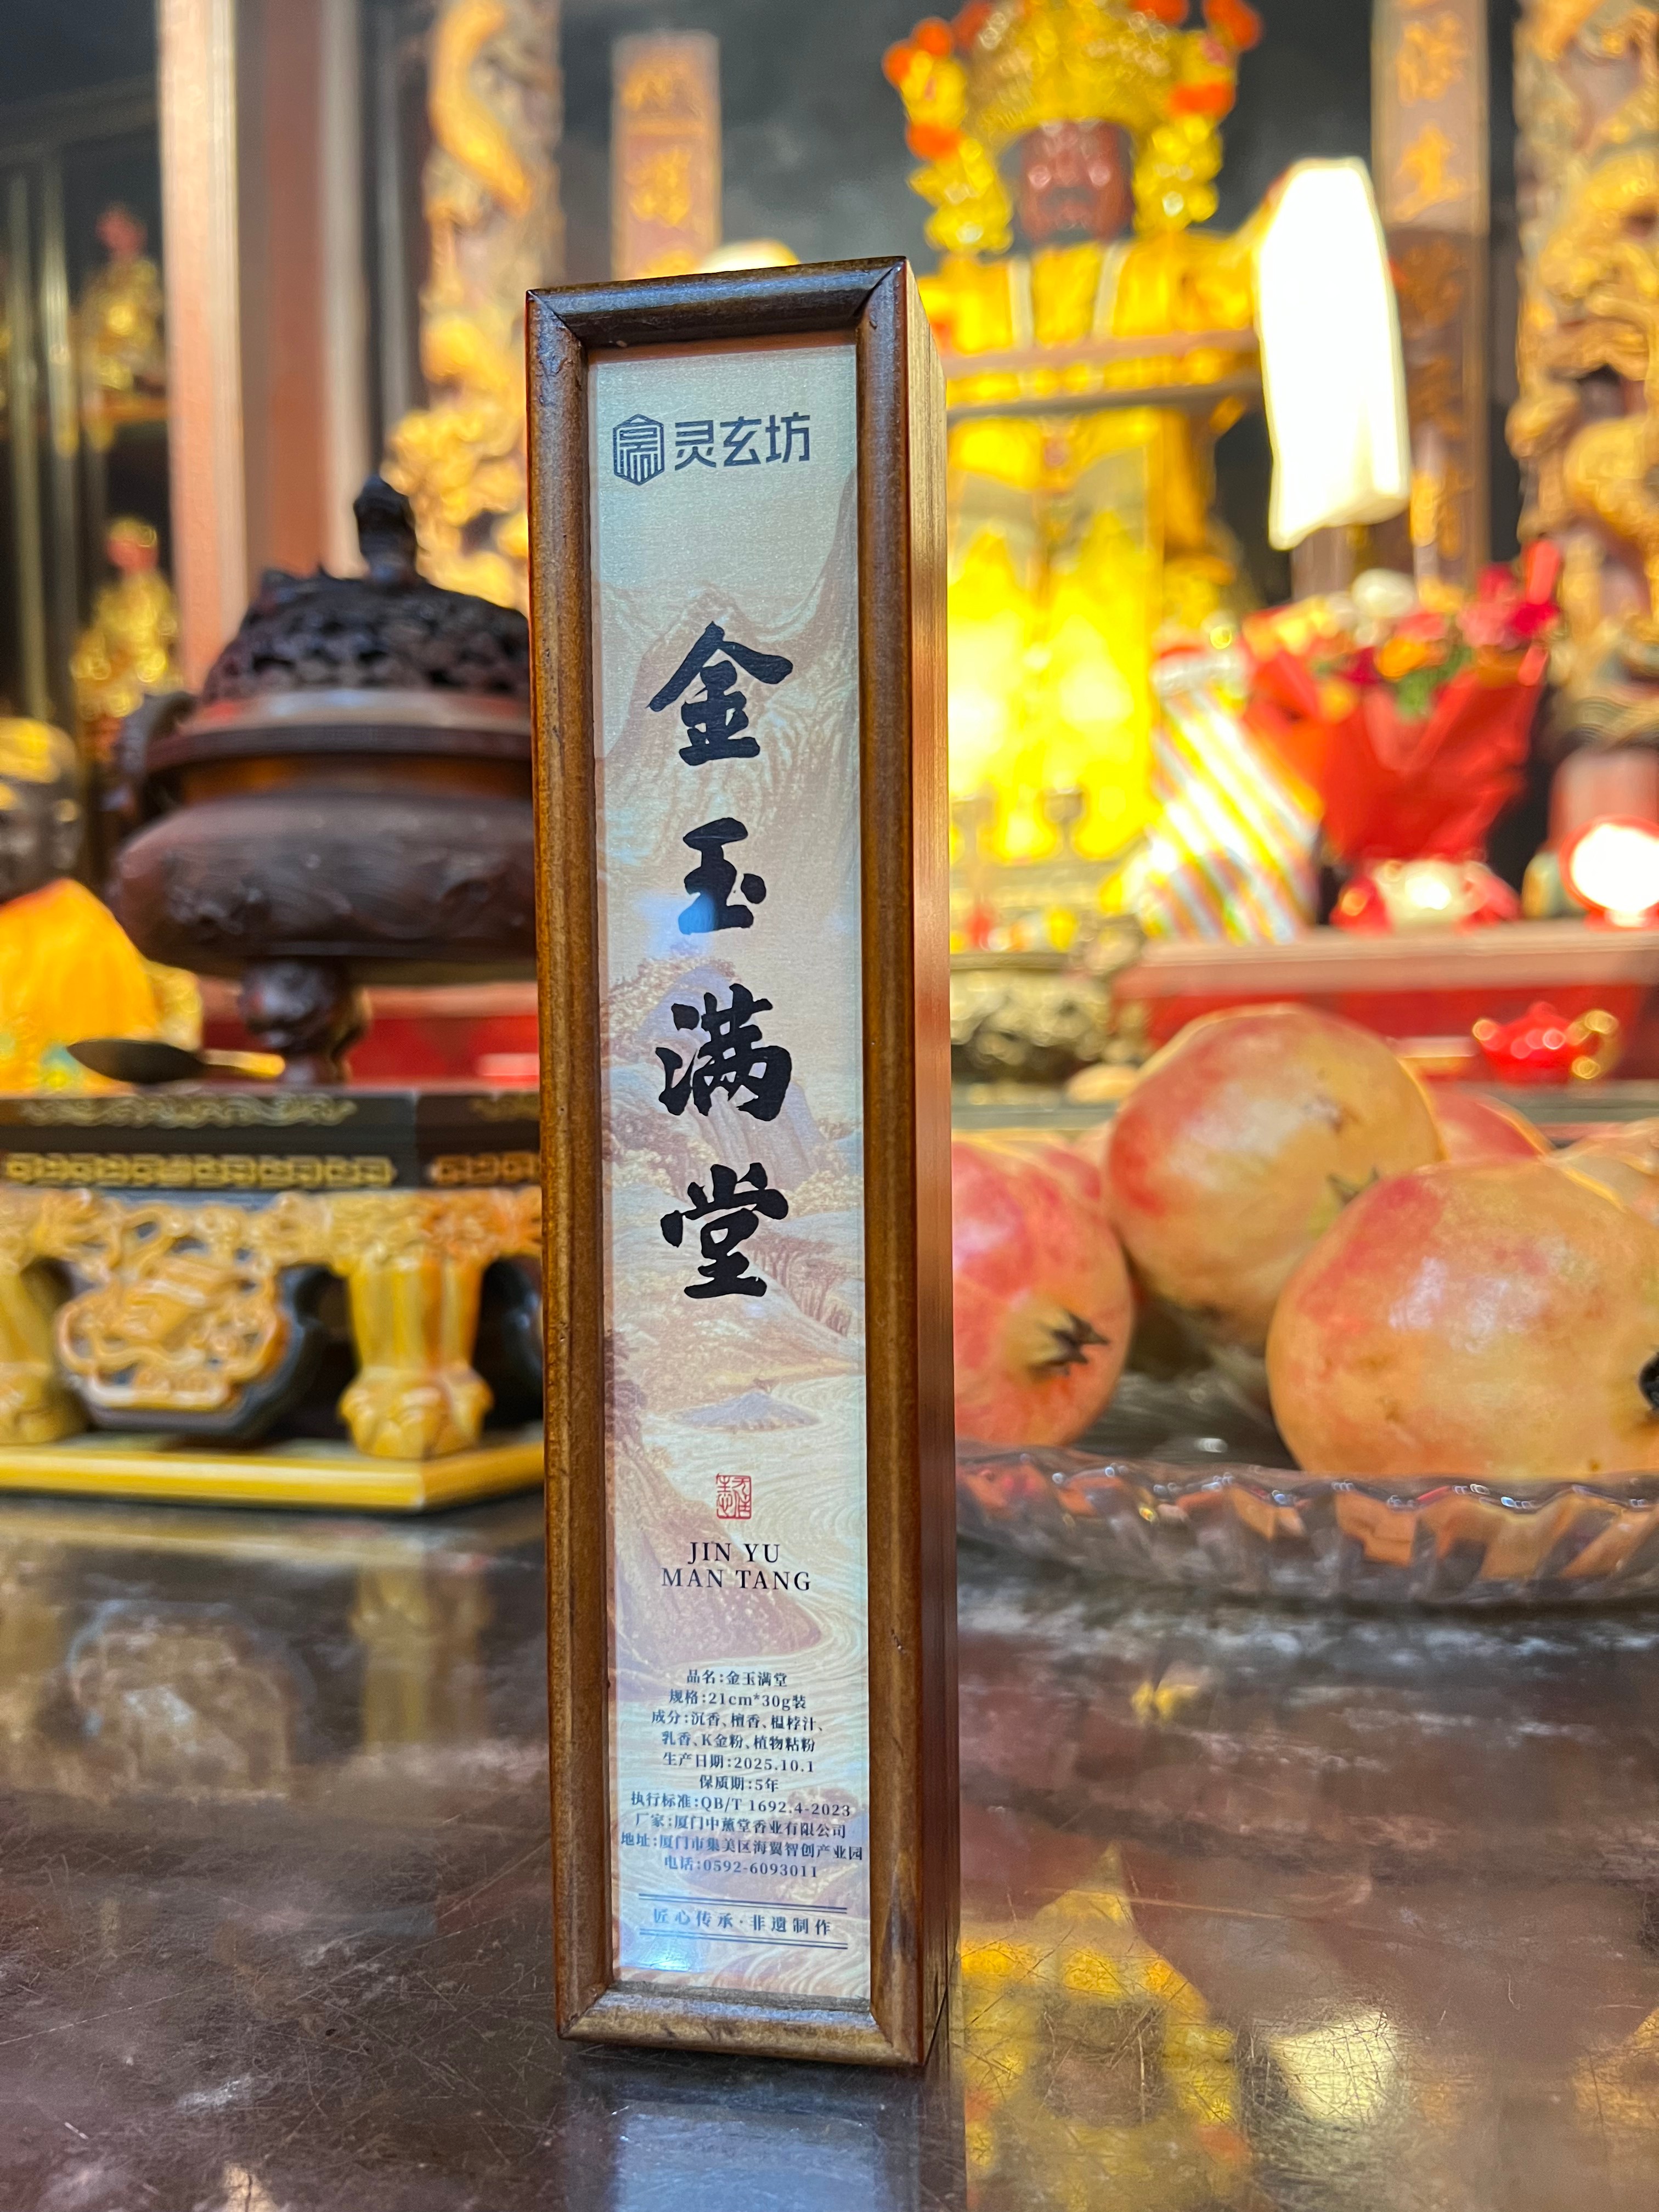 灵玄坊
金玉满堂
JIN YU
MAN TANG
品名:金玉满堂
规格:21cm*30g装
成分:沉香、檀香、榅桲汁、
乳香、K金粉、植物粘粉
生产日期:2025.10.1
保质期:5年
执行标准:QB/T 1692.4-2023
厂家:厦门中薰堂香业有限公司
地址:厦门市集美区海翼智创产业园
电话:0592-6093011
匠心传承·非遗制作